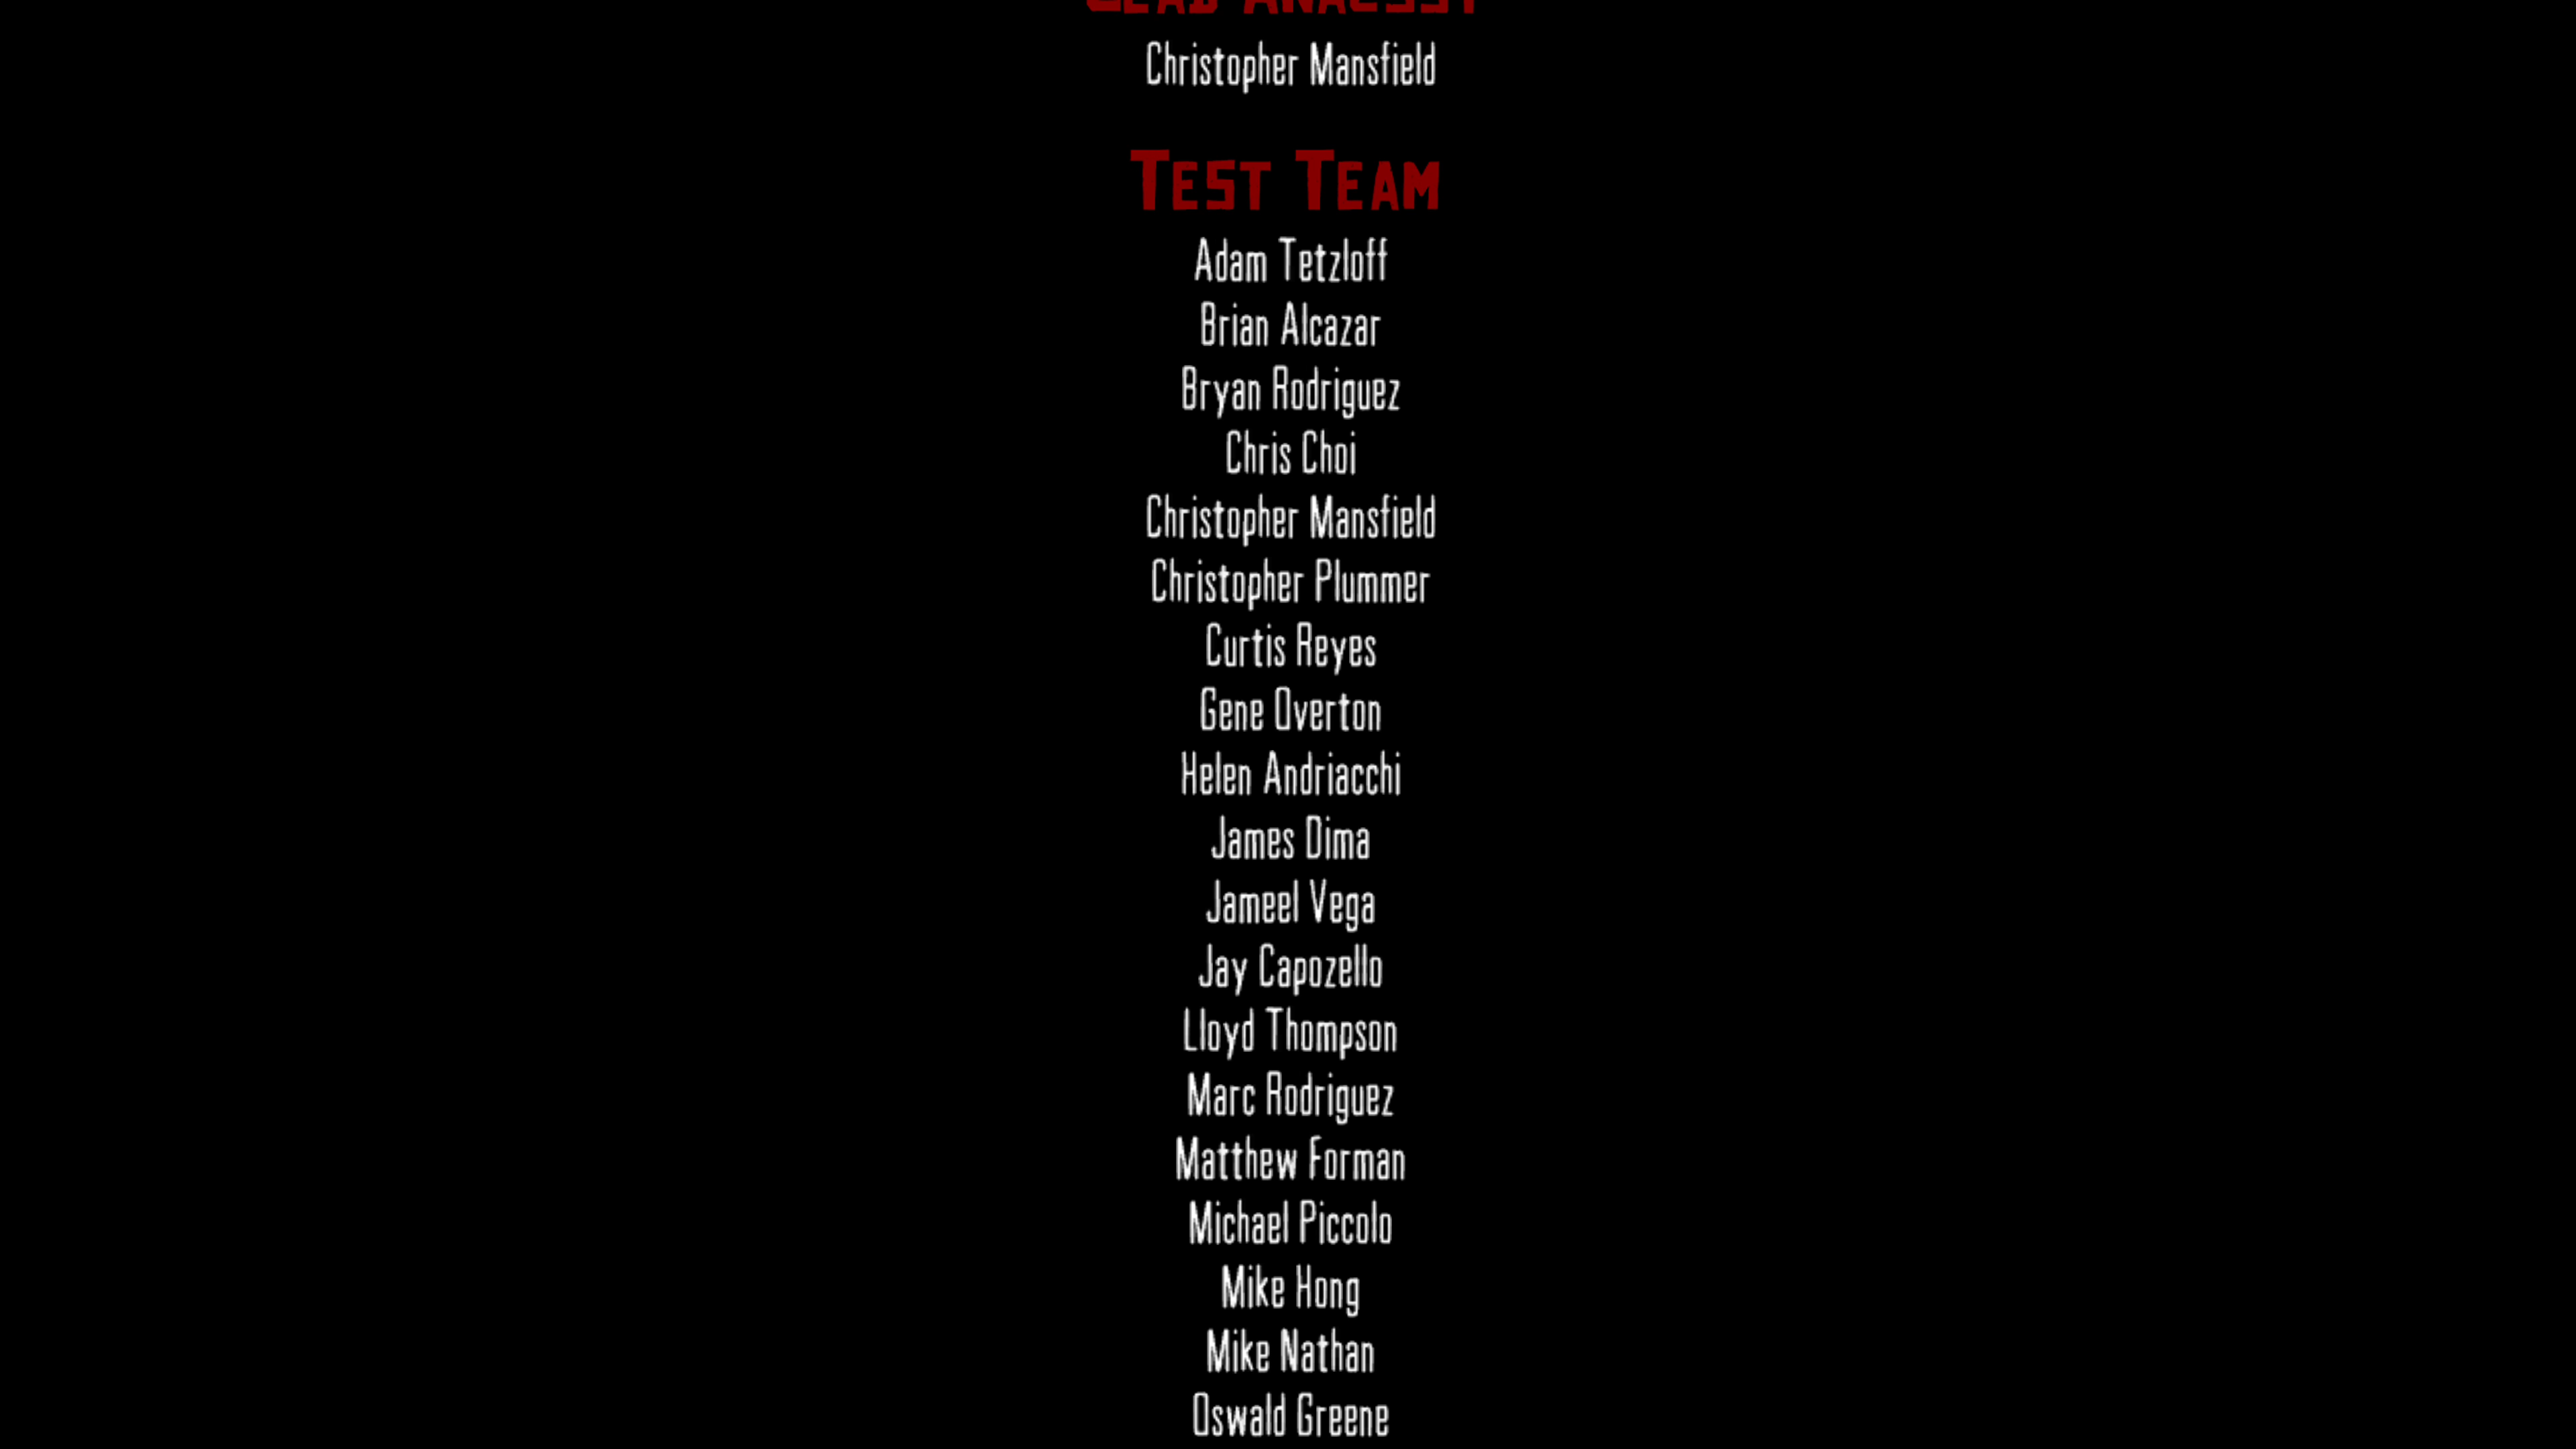 Christopher Mansfield
Test Team
Adam Tetzloff
Brian Alcazar
Bryan Rodriguez
Chris Choi
Christopher Mansfield
Christopher Plummer
Curtis Reyes
Gene Overton
Helen Andriacchi
James Dima
Jameel Vega
Jay Capozello
Lloyd Thompson
Marc Rodriguez
Matthew Forman
Michael Piccolo
Mike Hong
Mike Nathan
Oswald Greene